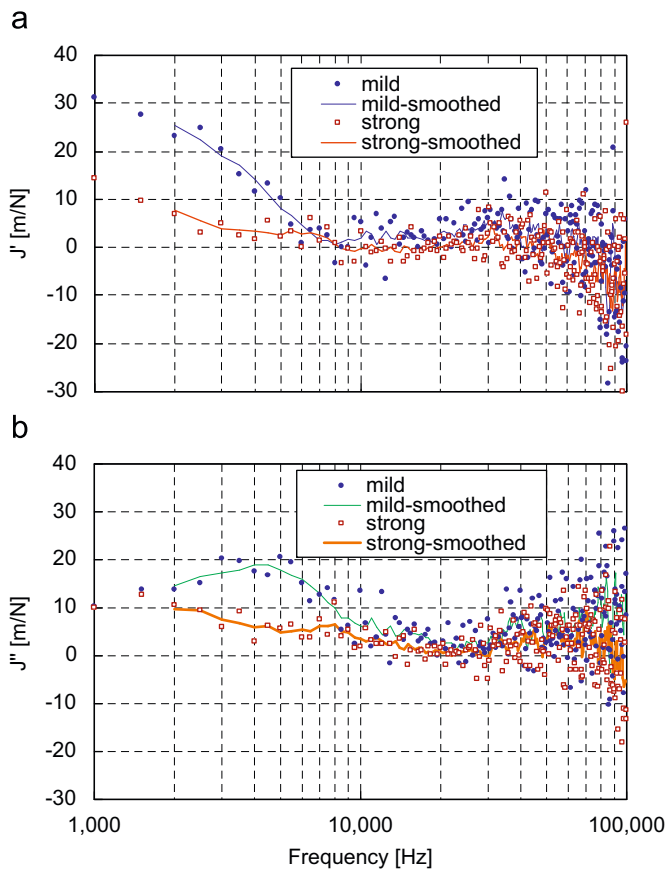 a
40
30
20
10
0
-10
-20
-30
J' [m/N]
mild
mild-smoothed
strong
strong-smoothed
b
40
30
20
10
0
-10
-20
-30
J'' [m/N]
mild
mild-smoothed
strong
strong-smoothed
1,000 10,000 100,000
Frequency [Hz]